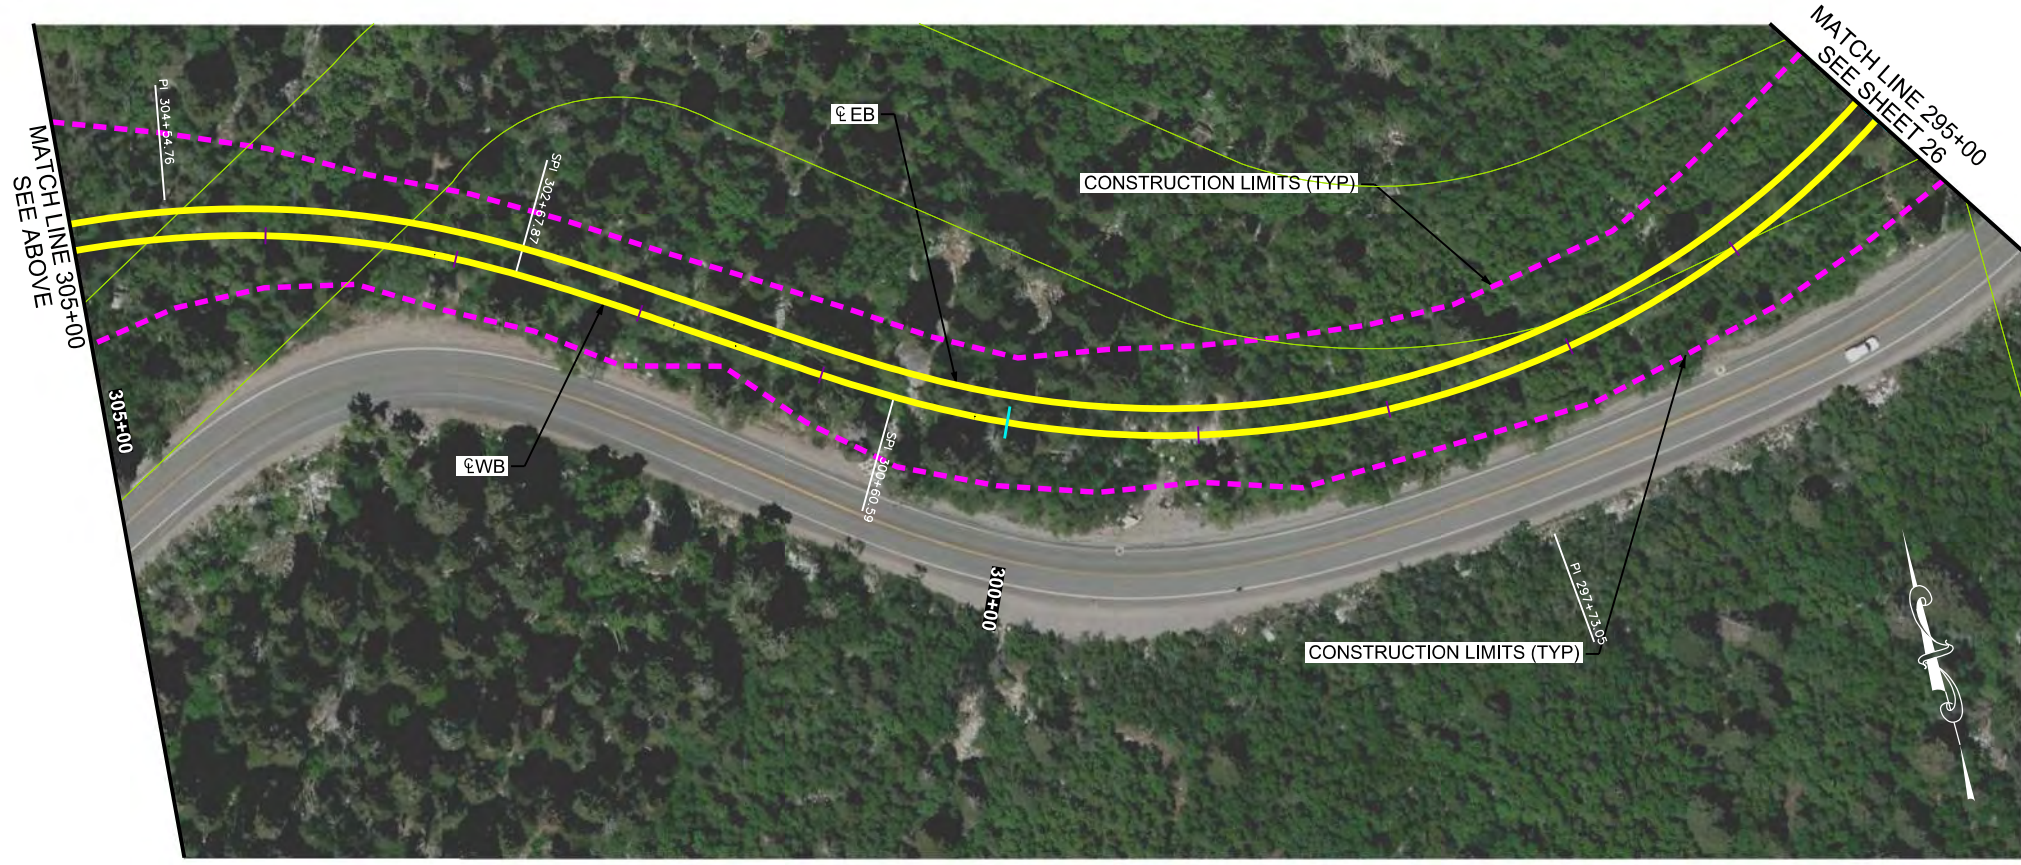 MATCH LINE 295+00
SEE SHEET 26
PI 304+54.76
℄ EB
MATCH LINE 305+00
SEE ABOVE
SPI 302+67.87
CONSTRUCTION LIMITS (TYP)
305+00
℄WB
SPI 300+60.59
300+00
PI 297+73.05
CONSTRUCTION LIMITS (TYP)